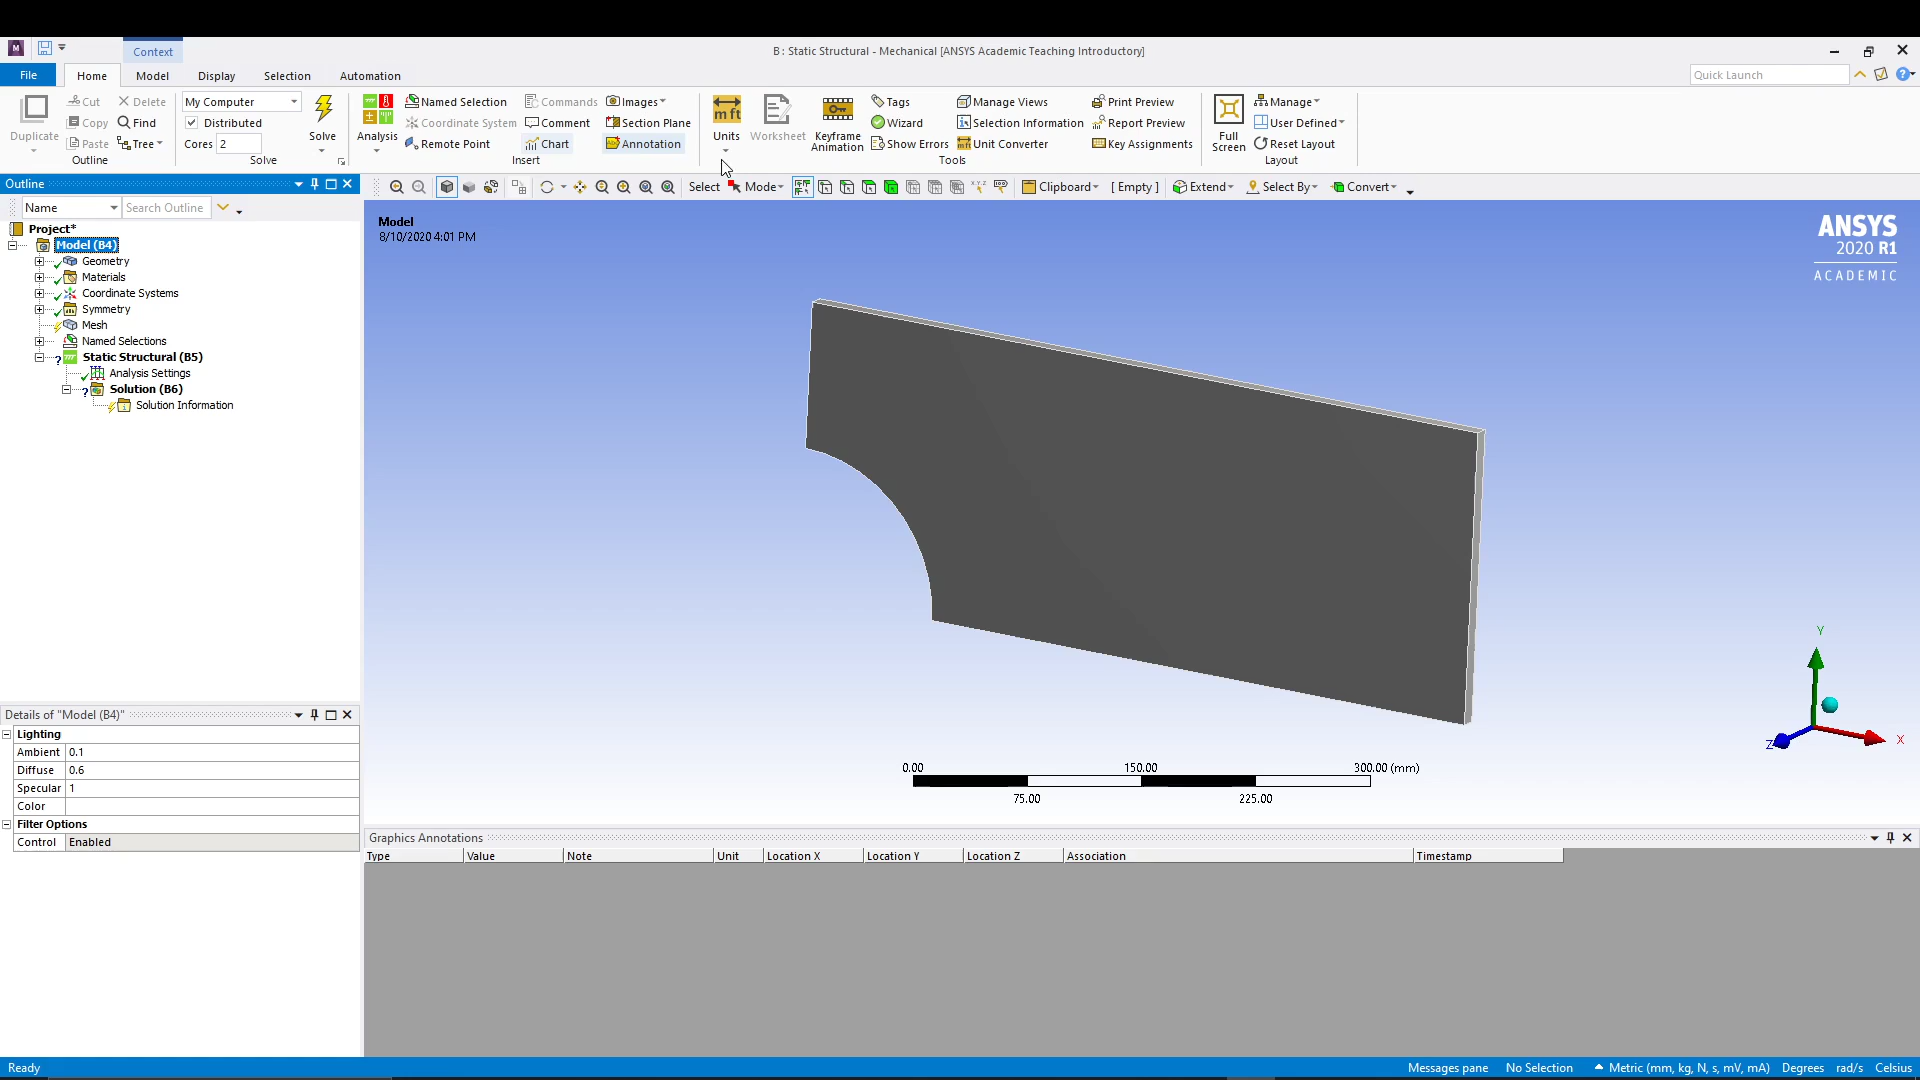 M
Context
B : Static Structural - Mechanical [ANSYS Academic Teaching Introductory]
File Home Model Display Selection Automation
Quick Launch
Duplicate Cut Copy Paste Delete Find Tree
Outline
My Computer
Distributed
Cores 2
Solve
Solve
Analysis
Named Selection Commands Images
Coordinate System Comment Section Plane
Remote Point Chart Annotation
Insert
mft
Units Worksheet Keyframe Animation
Tags Manage Views Print Preview
Wizard Selection Information Report Preview
Show Errors Unit Converter Key Assignments
Tools
Full Screen
Manage
User Defined
Reset Layout
Layout
Outline
Name Search Outline
Select Mode Clipboard [ Empty ] Extend Select By Convert
Project*
Model (B4)
Geometry
Materials
Coordinate Systems
Symmetry
Mesh
Named Selections
Static Structural (B5)
Analysis Settings
Solution (B6)
Solution Information
Model
8/10/2020 4:01 PM
ANSYS
2020 R1
ACADEMIC
Y
X
Z
0.00 150.00 300.00 (mm)
75.00 225.00
Details of "Model (B4)"
Lighting
Ambient 0.1
Diffuse 0.6
Specular 1
Color
Filter Options
Control Enabled
Graphics Annotations
Type Value Note Unit Location X Location Y Location Z Association Timestamp
Ready
Messages pane No Selection Metric (mm, kg, N, s, mV, mA) Degrees rad/s Celsius